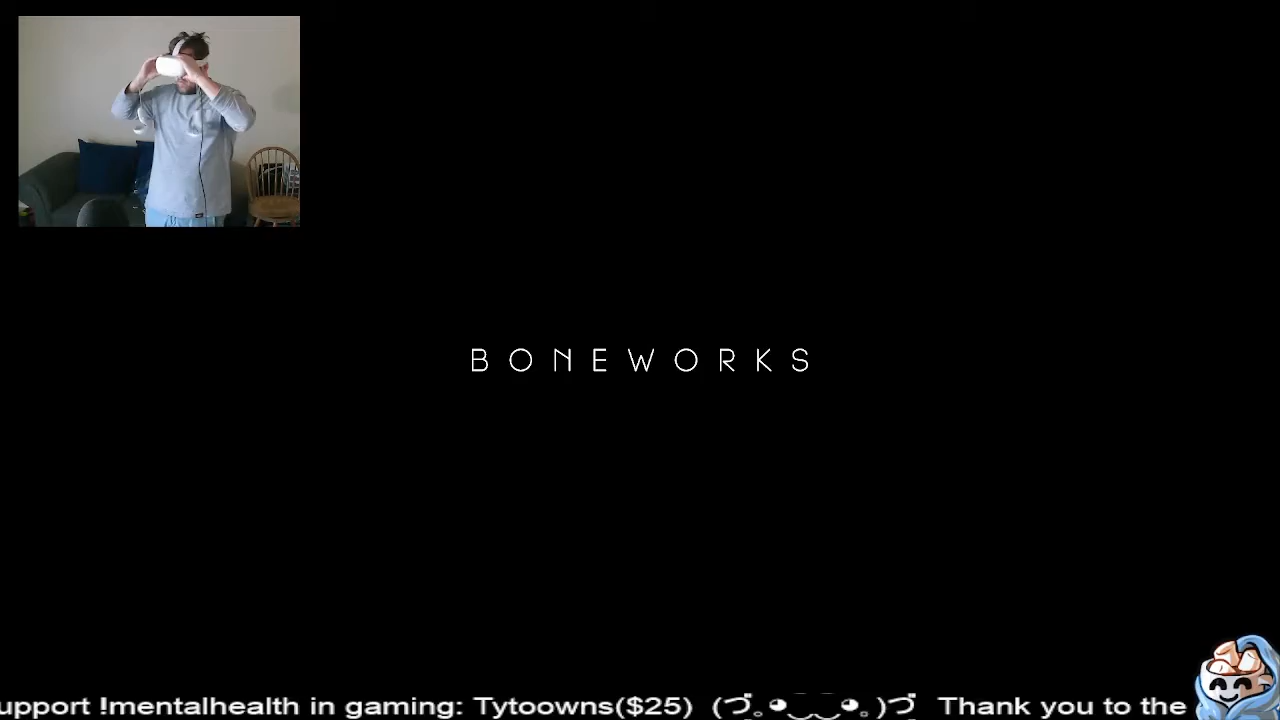 BONEWORKS
upport !mentalhealth in gaming: Tytoowns($25) (づ｡◕‿‿◕｡)づ Thank you to the